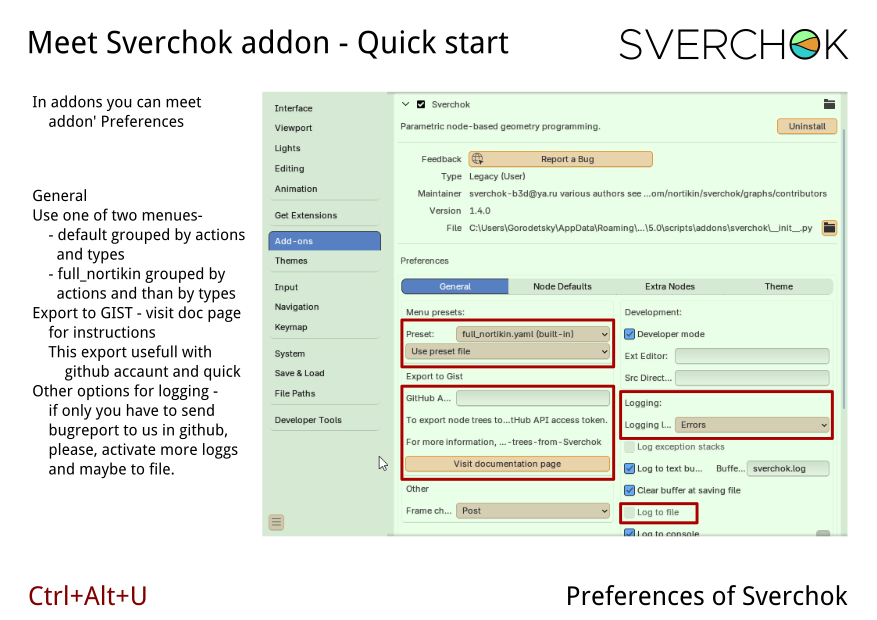 Meet Sverchok addon - Quick start
SVERCHOK
In addons you can meet
addon' Preferences
General
Use one of two menues-
- default grouped by actions
and types
- full_nortikin grouped by
actions and than by types
Export to GIST - visit doc page
for instructions
This export usefull with
github accaunt and quick
Other options for logging -
if only you have to send
bugreport to us in github,
please, activate more loggs
and maybe to file.
Interface
Viewport
Lights
Editing
Animation
Get Extensions
Add-ons
Themes
Input
Navigation
Keymap
System
Save & Load
File Paths
Developer Tools
Sverchok
Parametric node-based geometry programming.
Uninstall
Feedback Report a Bug
Type Legacy (User)
Maintainer sverchok-b3d@ya.ru various authors see ...om/nortikin/sverchok/graphs/contributors
Version 1.4.0
File C:\Users\Gorodetsky\AppData\Roaming\...\5.0\scripts\addons\sverchok\__init__.py
Preferences
General Node Defaults Extra Nodes Theme
Menu presets:
Preset: full_nortikin.yaml (built-in)
Use preset file
Export to Gist
GitHub A...
To export node trees to...tHub API access token.
For more information, ...-trees-from-Sverchok
Visit documentation page
Other
Frame ch... Post
Development:
Developer mode
Ext Editor:
Src Direct...
Logging:
Logging l... Errors
Log exception stacks
Log to text bu... Buffe... sverchok.log
Clear buffer at saving file
Log to file
Log to console
Ctrl+Alt+U
Preferences of Sverchok